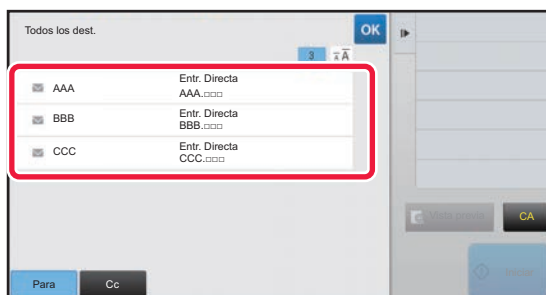 Todos los dest.
OK
3
AAA
Entr. Directa
AAA.□□□
BBB
Entr. Directa
BBB.□□□
CCC
Entr. Directa
CCC.□□□
CA
Para
Cc